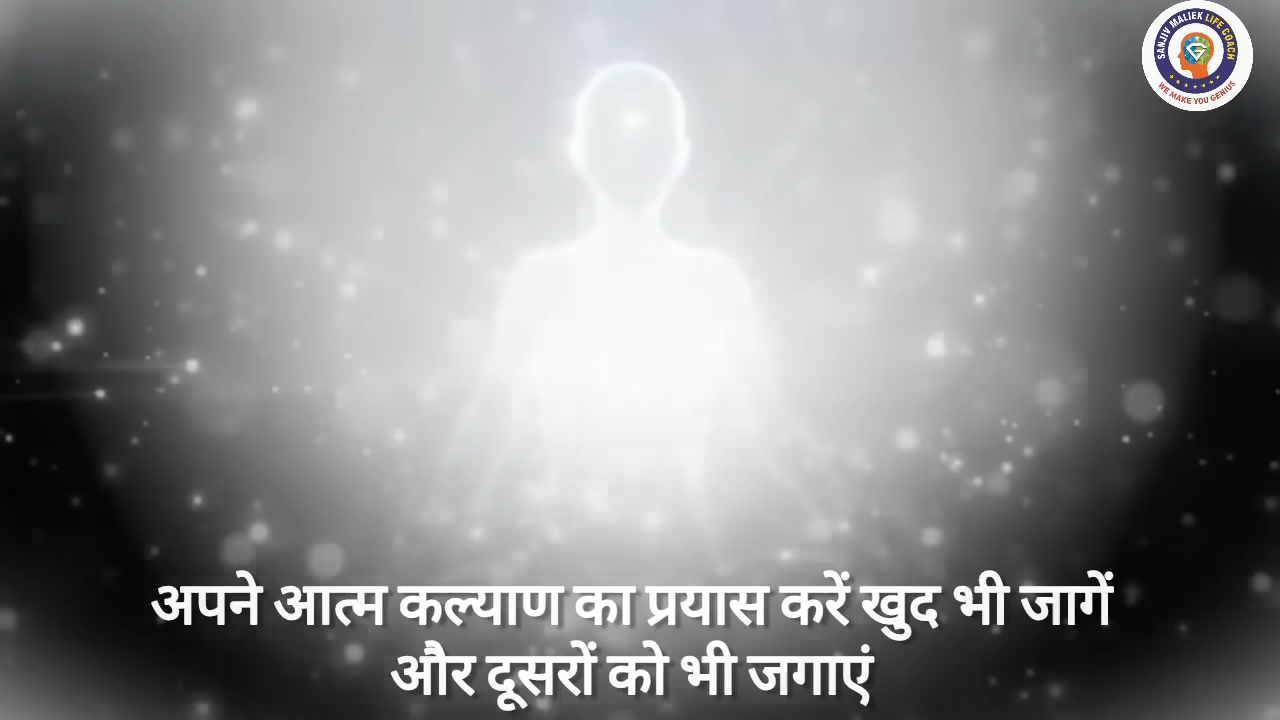 SANJIV MALIEK LIFE COACH
WE MAKE YOU GENIUS
अपने आत्म कल्याण का प्रयास करें खुद भी जागें
और दूसरों को भी जगाएं